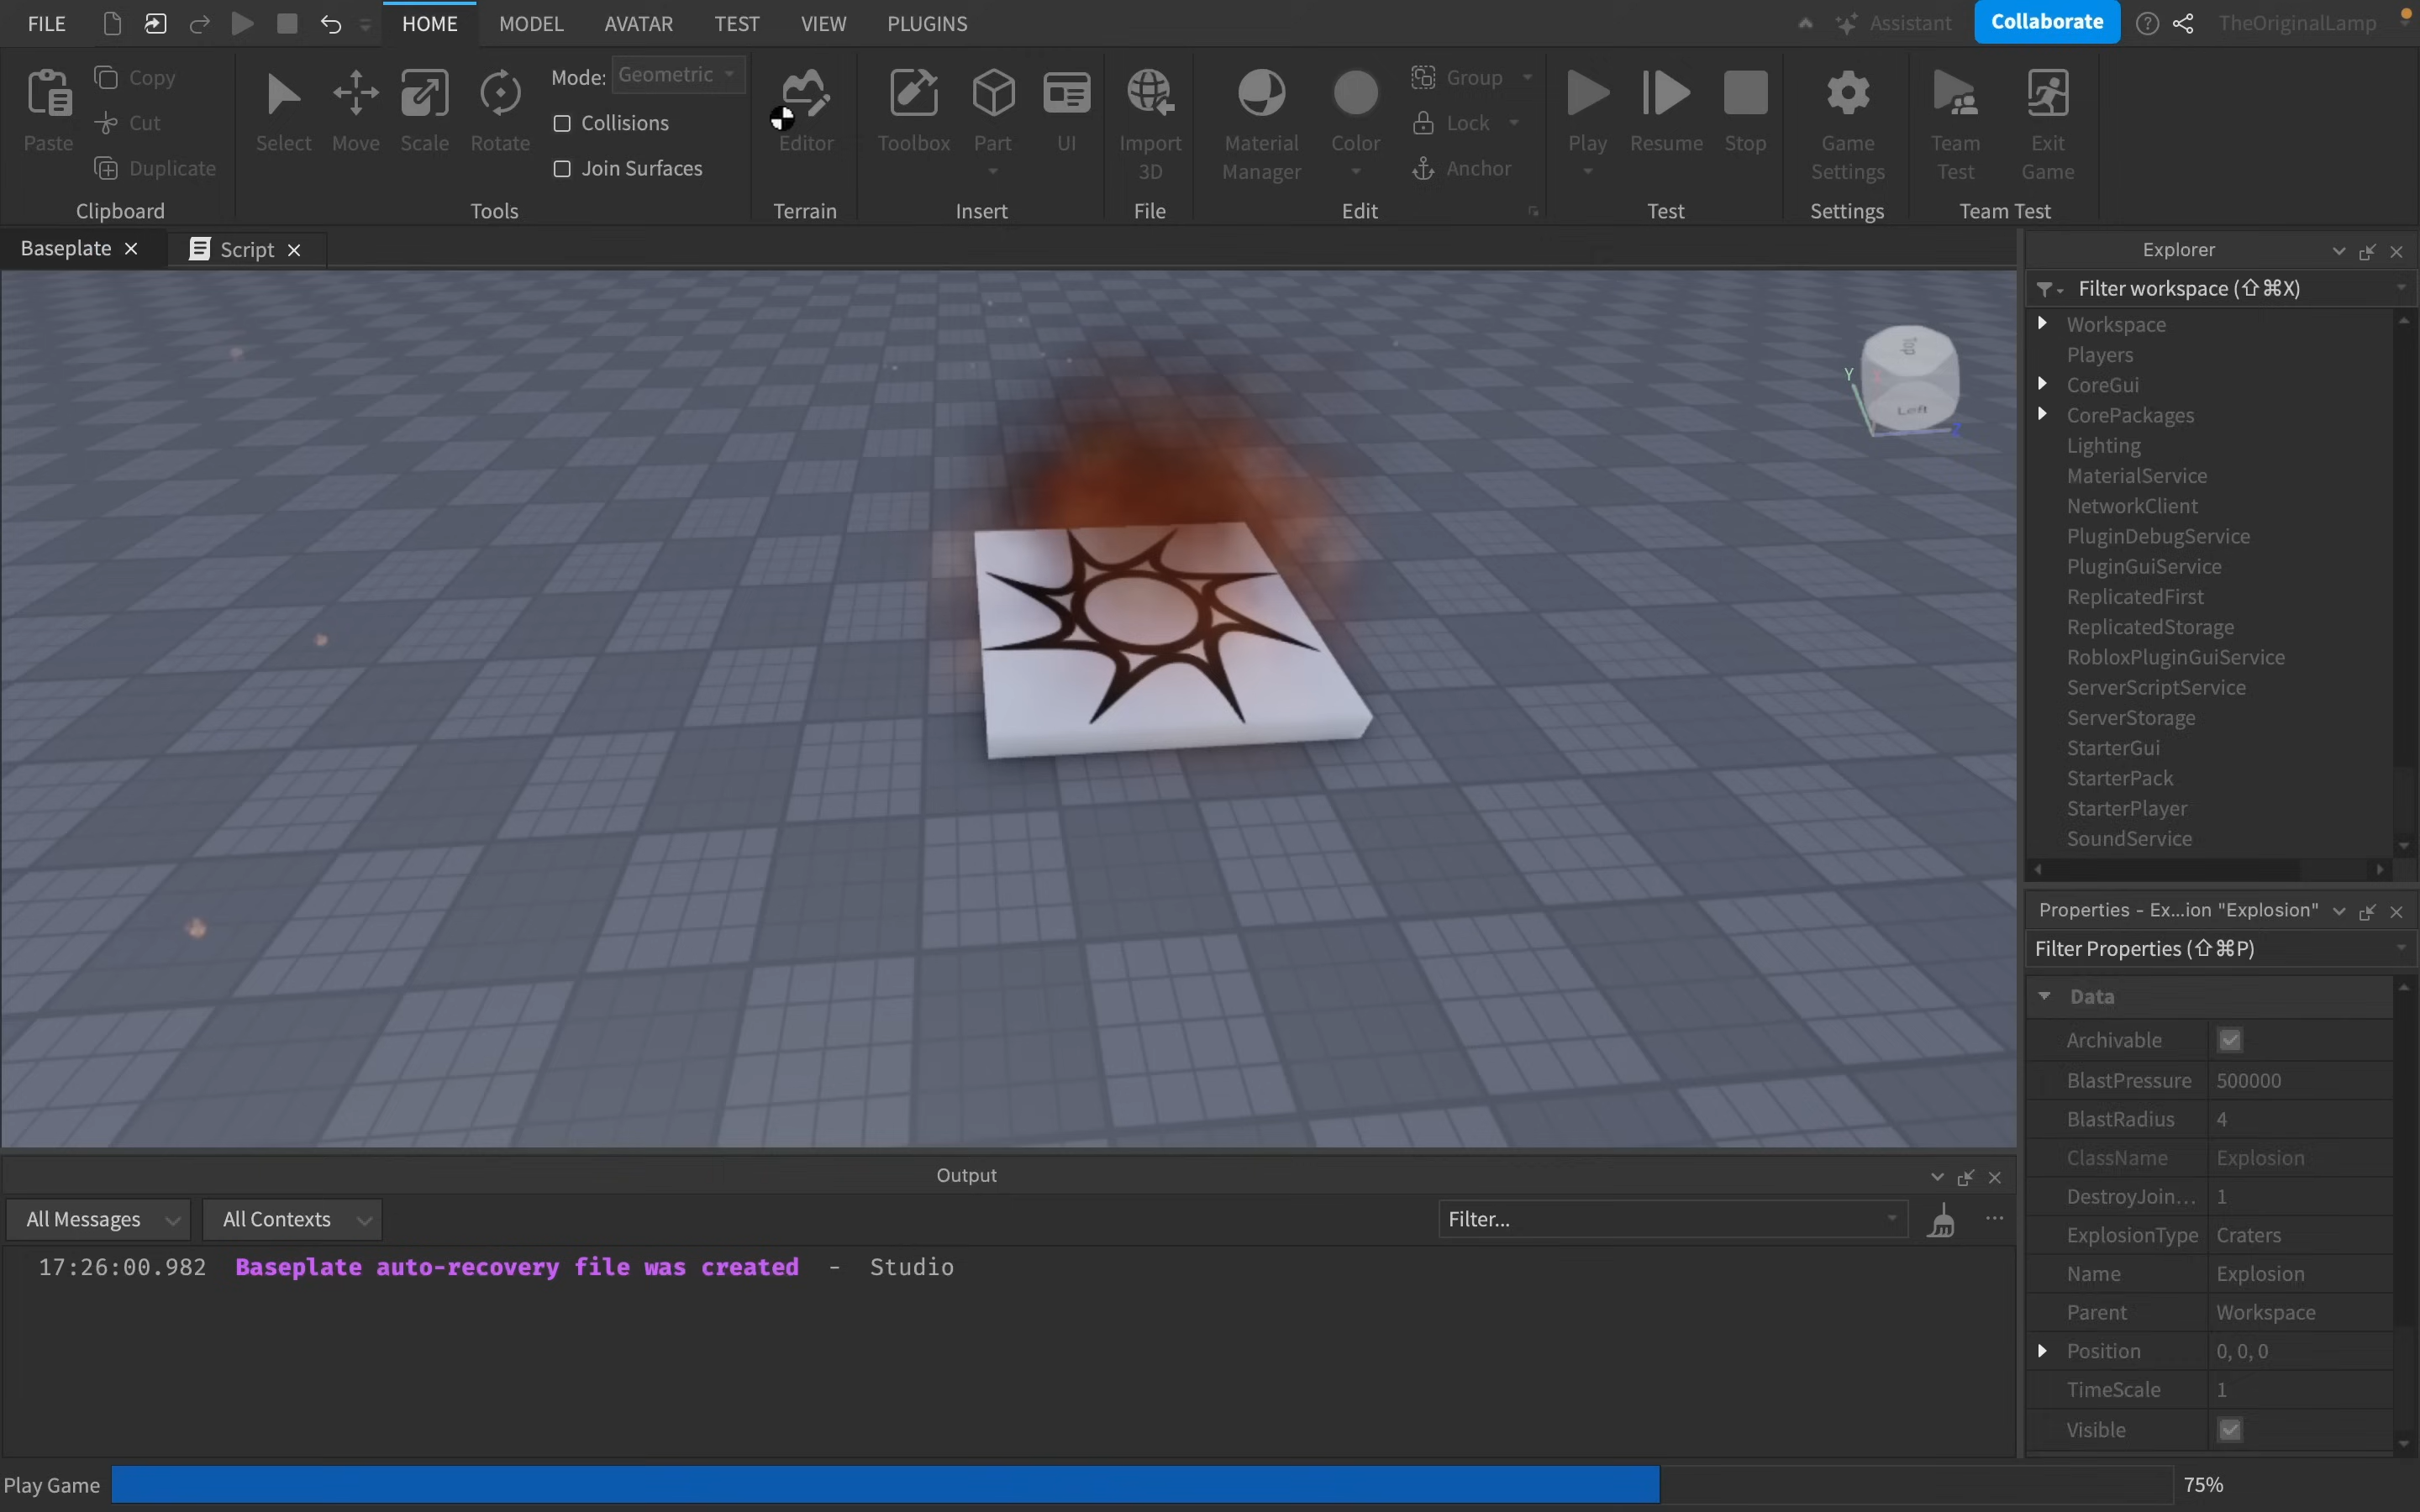 FILE HOME MODEL AVATAR TEST VIEW PLUGINS Assistant Collaborate TheOriginalLamp
Paste Copy Cut Duplicate
Clipboard
Select Move Scale Rotate
Mode: Geometric
Collisions
Join Surfaces
Tools
Editor
Terrain
Toolbox Part UI
Insert
Import 3D
File
Material Manager Color Group Lock Anchor
Edit
Play Resume Stop
Test
Game Settings
Settings
Team Test Exit Game
Team Test
Baseplate Script
Top
Left
Y
Z
Explorer
Filter workspace (⇧⌘X)
Workspace
Players
CoreGui
CorePackages
Lighting
MaterialService
NetworkClient
PluginDebugService
PluginGuiService
ReplicatedFirst
ReplicatedStorage
RobloxPluginGuiService
ServerScriptService
ServerStorage
StarterGui
StarterPack
StarterPlayer
SoundService
Properties - Ex...ion "Explosion"
Filter Properties (⇧⌘P)
Data
Archivable
BlastPressure 500000
BlastRadius 4
ClassName Explosion
DestroyJoin... 1
ExplosionType Craters
Name Explosion
Parent Workspace
Position 0, 0, 0
TimeScale 1
Visible
Output
All Messages All Contexts Filter...
17:26:00.982 Baseplate auto-recovery file was created - Studio
Play Game 75%